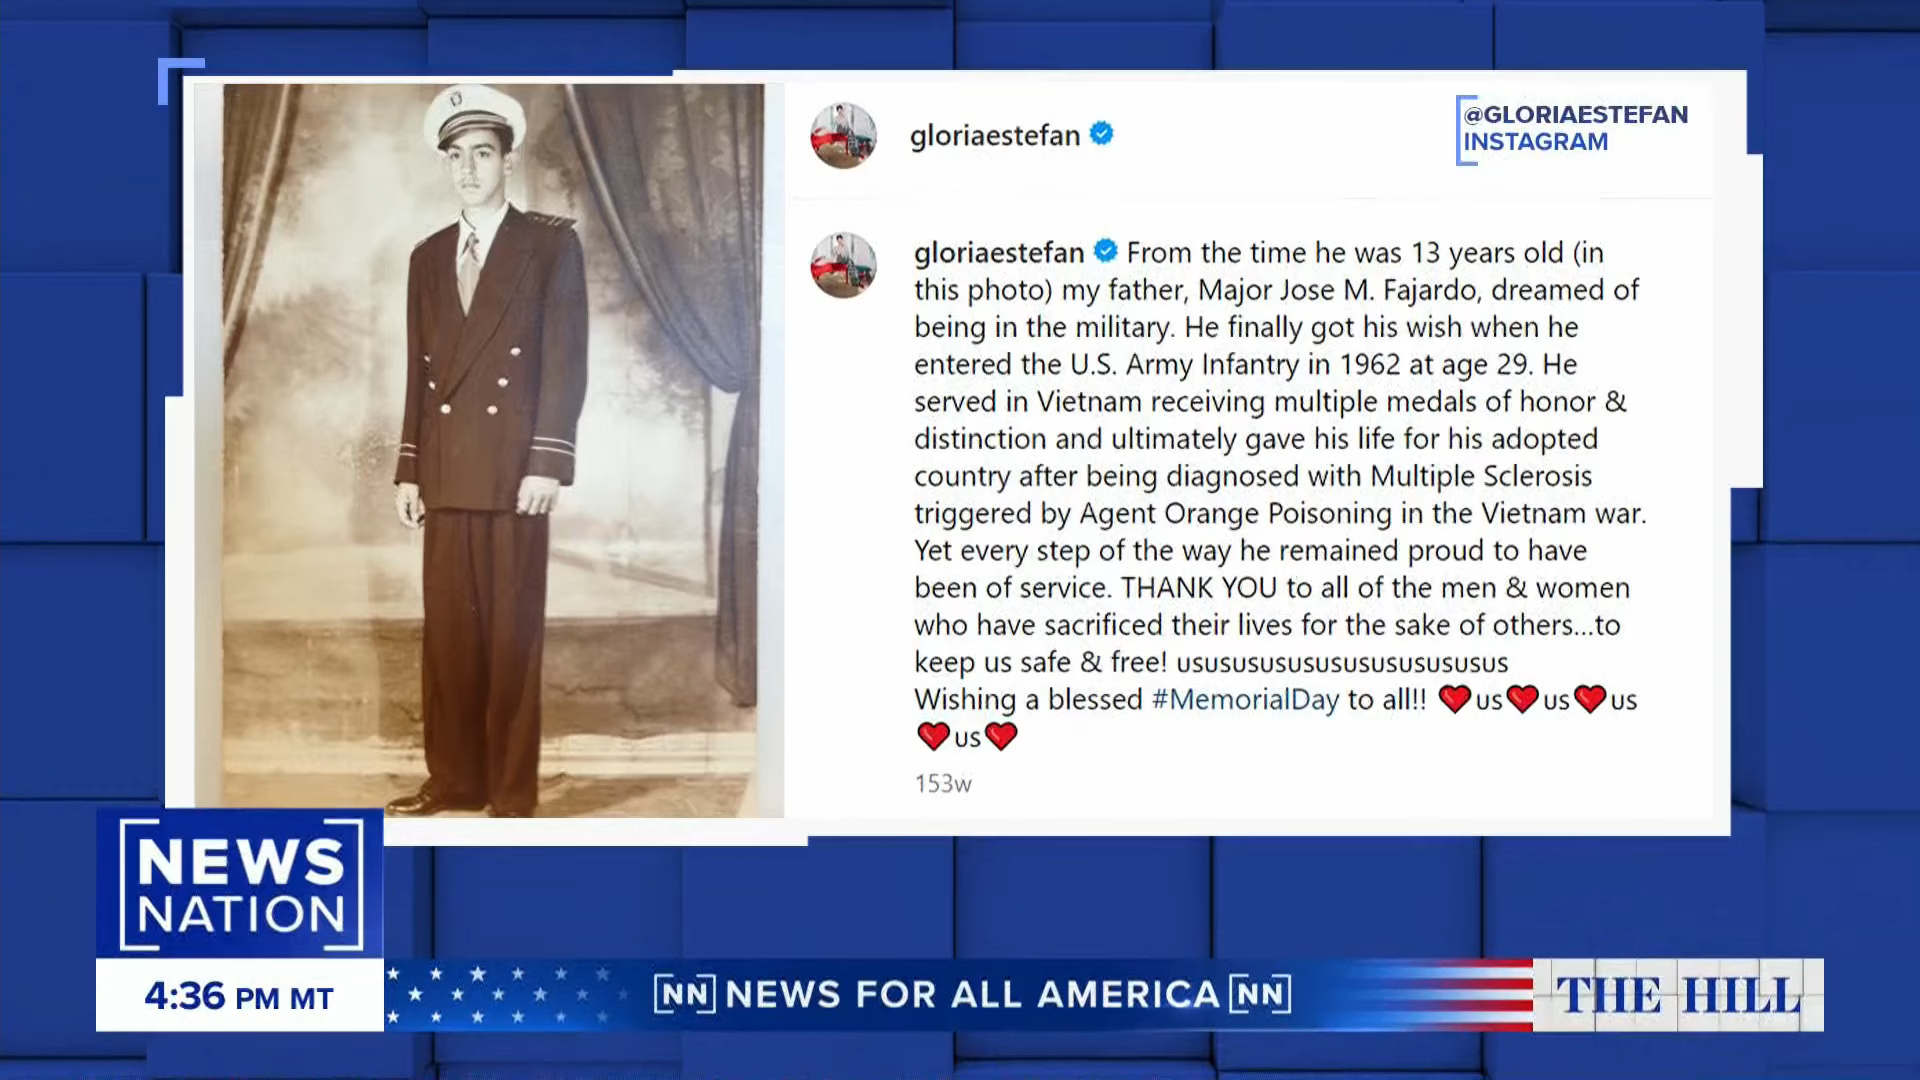 gloriaestefan
@GLORIAESTEFAN
INSTAGRAM
gloriaestefan From the time he was 13 years old (in
this photo) my father, Major Jose M. Fajardo, dreamed of
being in the military. He finally got his wish when he
entered the U.S. Army Infantry in 1962 at age 29. He
served in Vietnam receiving multiple medals of honor &
distinction and ultimately gave his life for his adopted
country after being diagnosed with Multiple Sclerosis
triggered by Agent Orange Poisoning in the Vietnam war.
Yet every step of the way he remained proud to have
been of service. THANK YOU to all of the men & women
who have sacrificed their lives for the sake of others...to
keep us safe & free! usususususususususususus
Wishing a blessed #MemorialDay to all!! ❤️us❤️us❤️us
❤️us❤️
153w
NEWS
NATION
4:36 PM MT
NN NEWS FOR ALL AMERICA NN
THE HILL